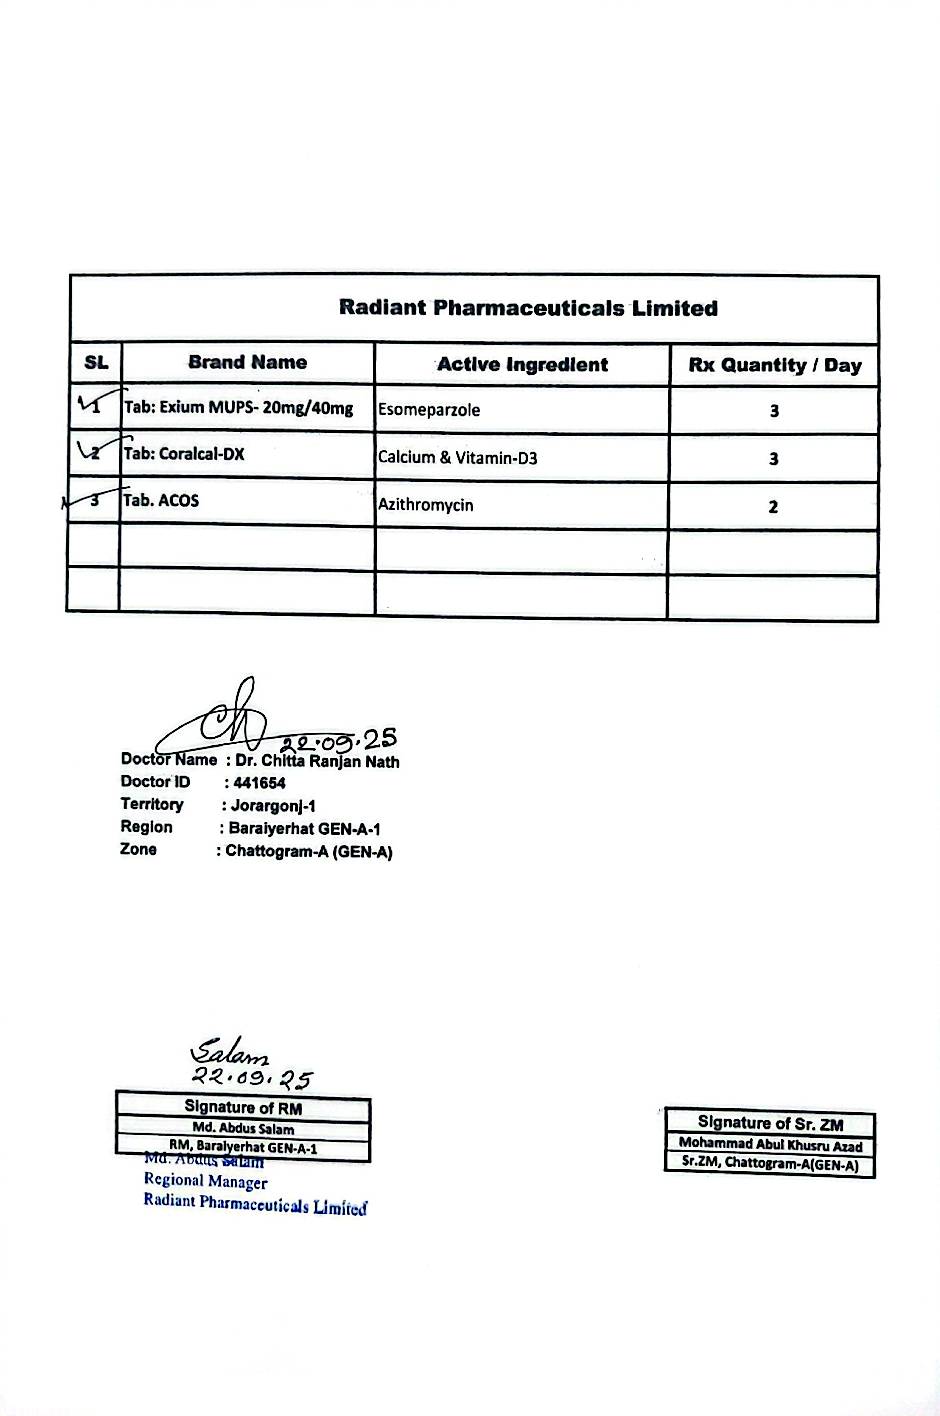 Radiant Pharmaceuticals Limited
SL Brand Name Active Ingredient Rx Quantity / Day
1 Tab: Exium MUPS- 20mg/40mg Esomeparzole 3
2 Tab: Coralcal-DX Calcium & Vitamin-D3 3
3 Tab. ACOS Azithromycin 2
22.09.25
Doctor Name : Dr. Chitta Ranjan Nath
Doctor ID : 441654
Territory : Jorargonj-1
Region : Baraiyerhat GEN-A-1
Zone : Chattogram-A (GEN-A)
Salam
22.09.25
Signature of RM
Md. Abdus Salam
RM, Baraiyerhat GEN-A-1
Md. Abdus Salam
Regional Manager
Radiant Pharmaceuticals Limited
Signature of Sr. ZM
Mohammad Abul Khusru Azad
Sr.ZM, Chattogram-A(GEN-A)